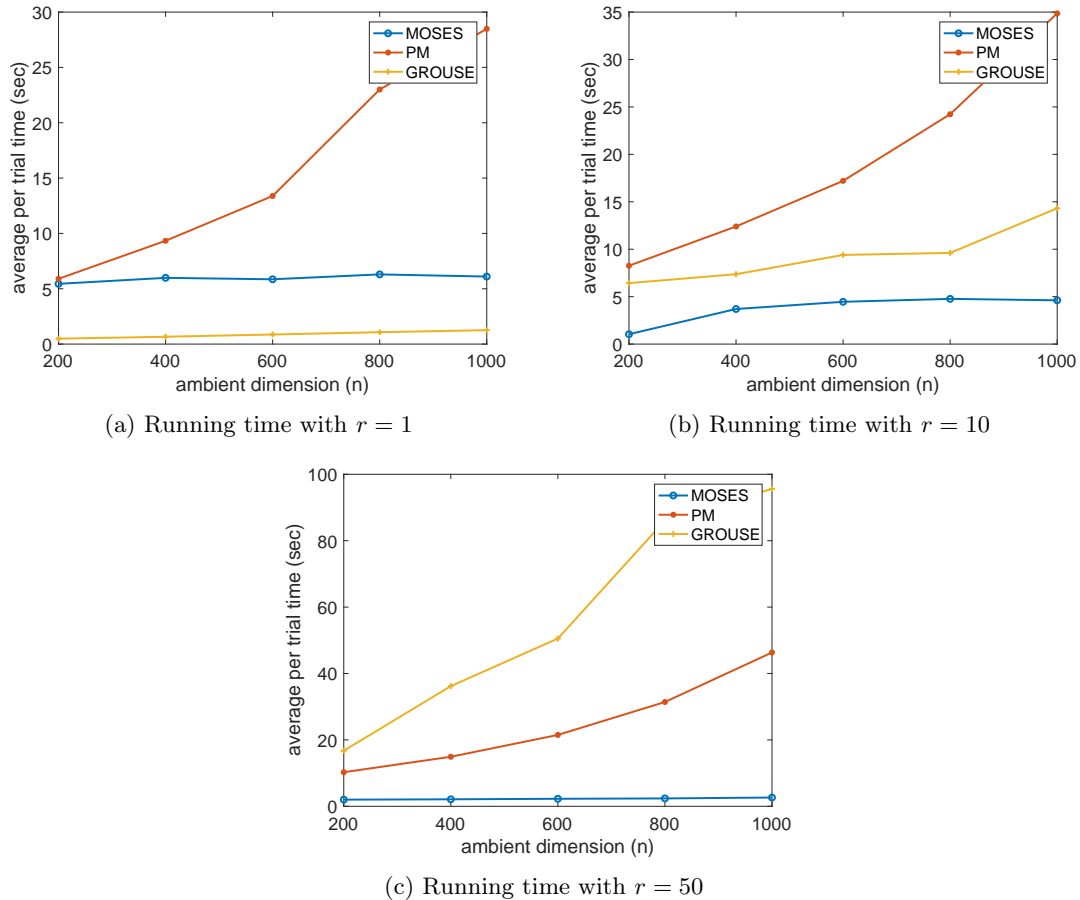 30
25
20
15
10
5
0
average per trial time (sec)
MOSES
PM
GROUSE
200 400 600 800 1000
ambient dimension (n)
(a) Running time with r = 1
35
30
25
20
15
10
5
0
average per trial time (sec)
MOSES
PM
GROUSE
200 400 600 800 1000
ambient dimension (n)
(b) Running time with r = 10
100
80
60
40
20
0
average per trial time (sec)
MOSES
PM
GROUSE
200 400 600 800 1000
ambient dimension (n)
(c) Running time with r = 50